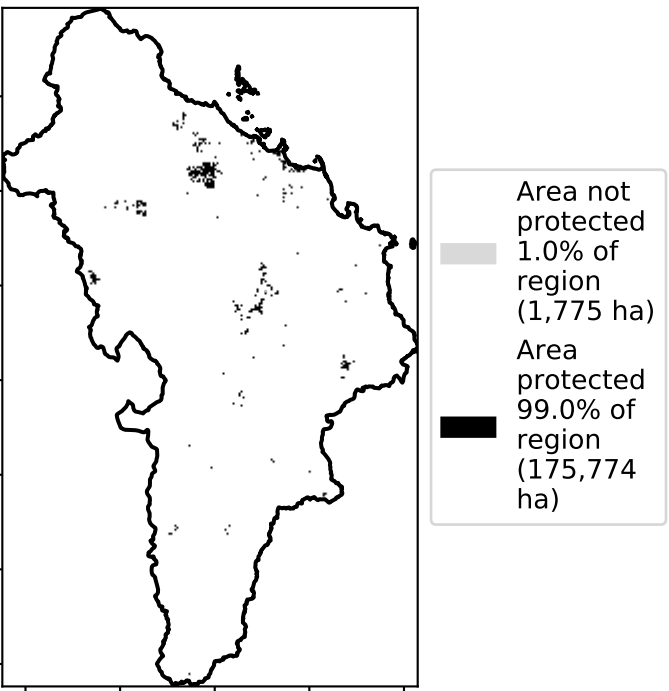 Area not
protected
1.0% of
region
(1,775 ha)
Area
protected
99.0% of
region
(175,774
ha)